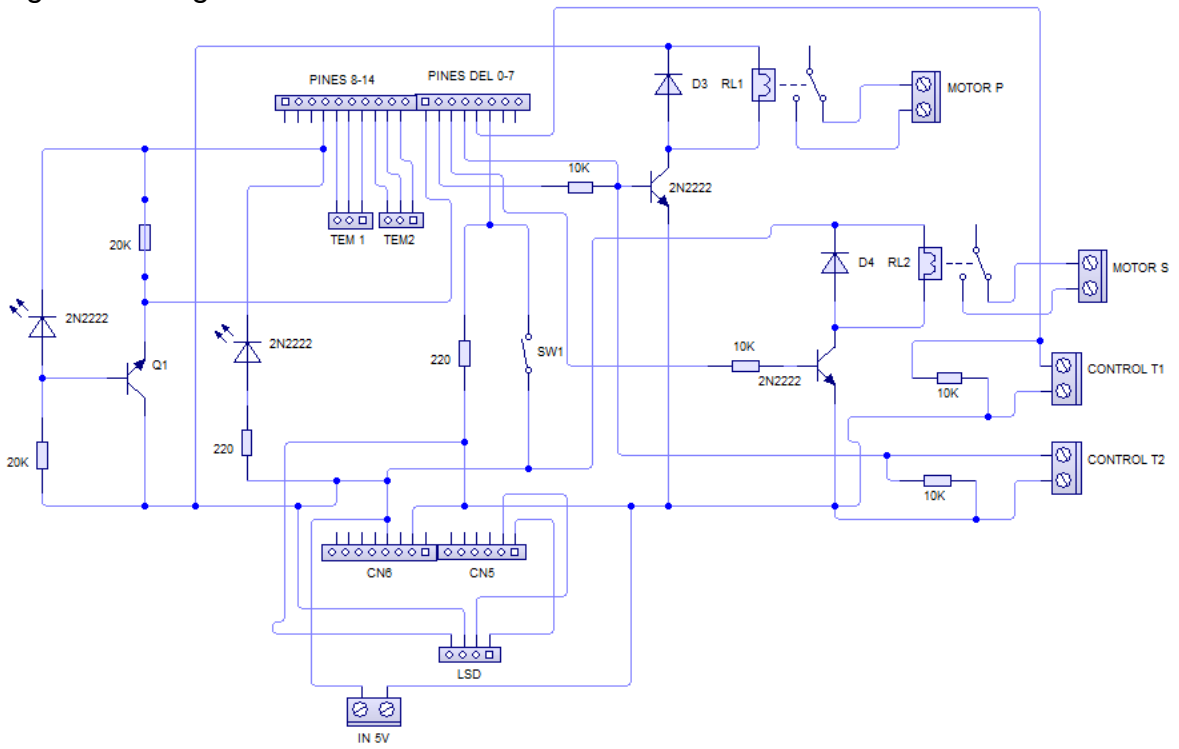 PINES 8-14
PINES DEL 0-7
D3
RL1
MOTOR P
10K
2N2222
20K
TEM 1
TEM2
D4
RL2
MOTOR S
2N2222
2N2222
Q1
220
SW1
10K
2N2222
10K
CONTROL T1
20K
220
CONTROL T2
10K
CN6
CN5
LSD
IN 5V